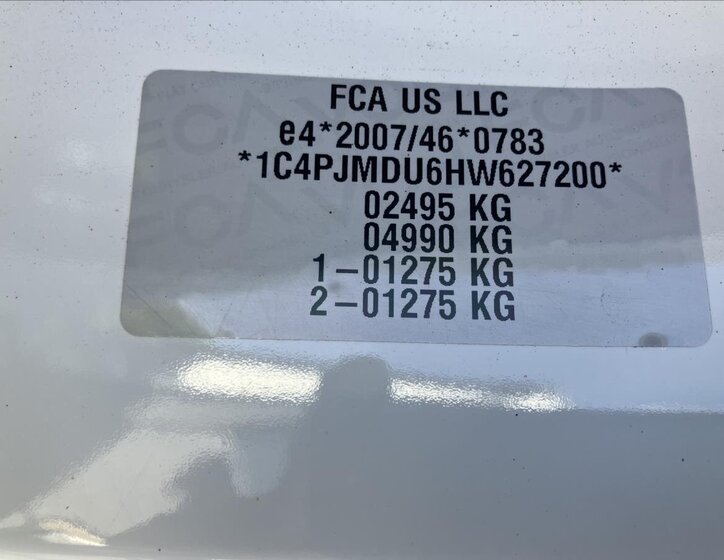 FCA US LLC
e4*2007/46*0783
*1C4PJMDU6HW627200*
02495 KG
04990 KG
1-01275 KG
2-01275 KG